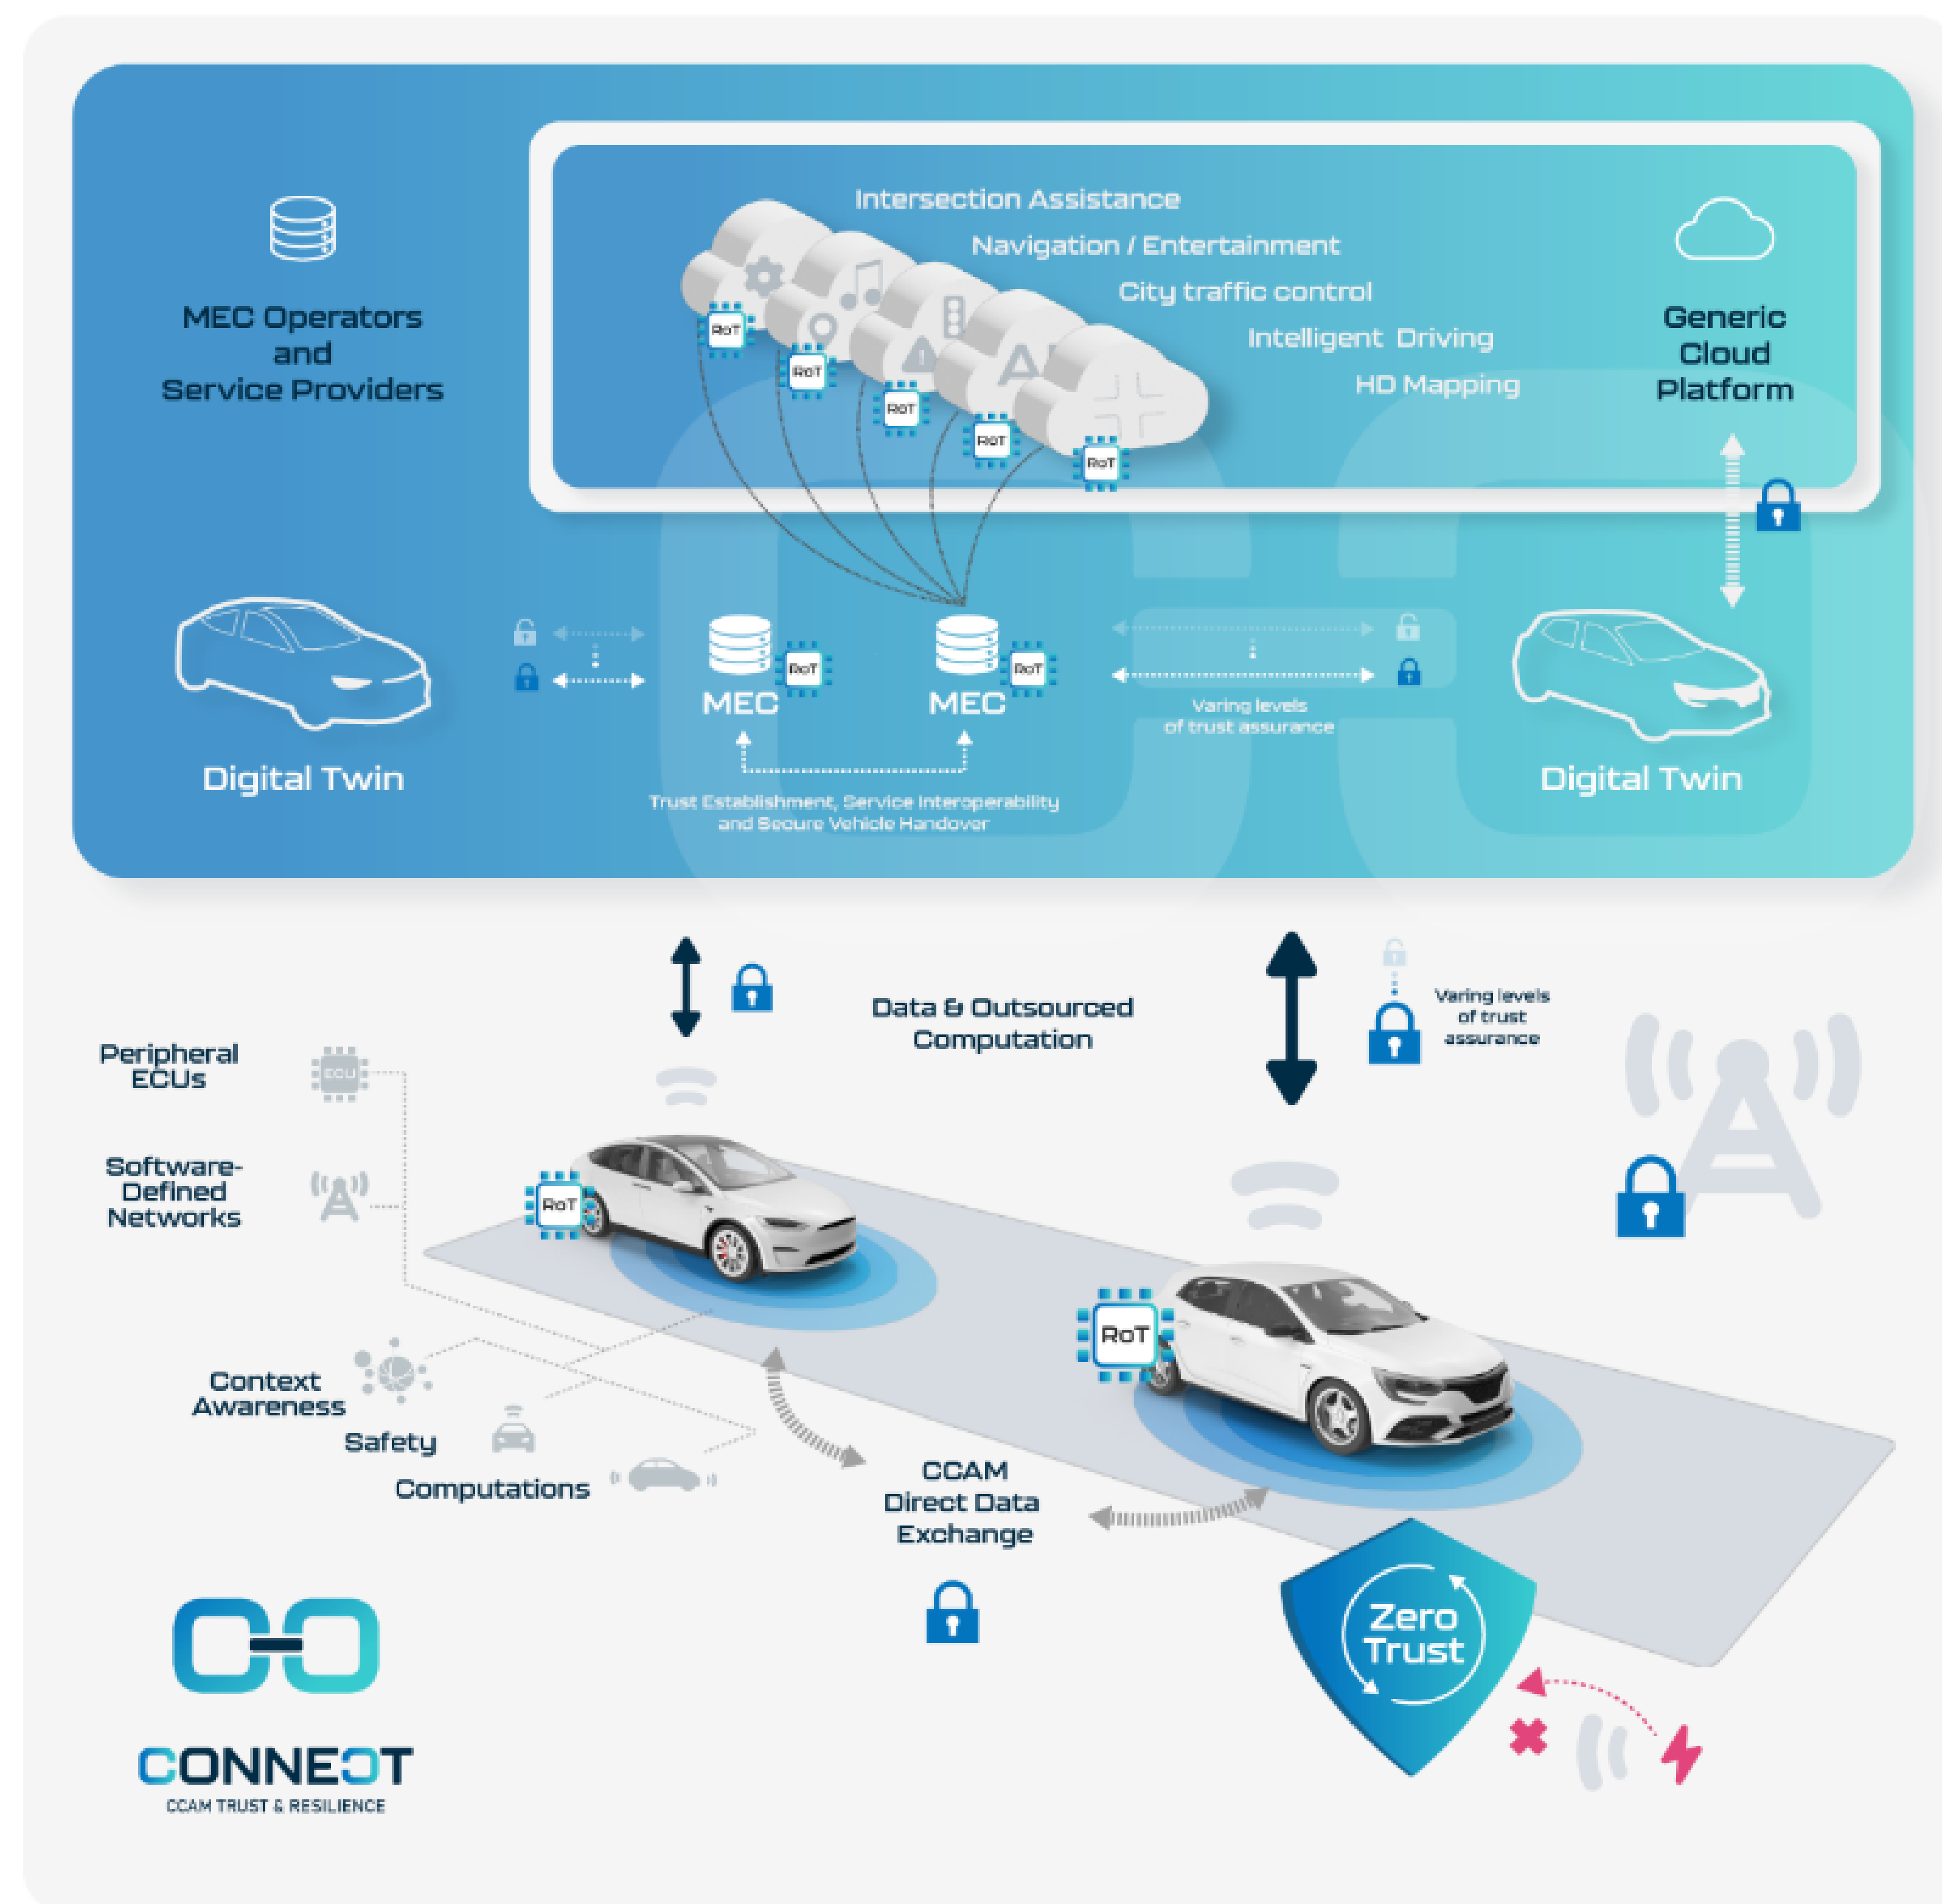 Intersection Assistance
Navigation / Entertainment
City traffic control
Intelligent Driving
HD Mapping
MEC Operators
and
Service Providers
Generic
Cloud
Platform
RoT
RoT
RoT
RoT
RoT
RoT
RoT
MEC
MEC
Varing levels
of trust assurance
Digital Twin
Digital Twin
Trust Establishment, Service Interoperability
and Secure Vehicle Handover
Data & Outsourced
Computation
Varing levels
of trust
assurance
Peripheral
ECUs
ECU
Software-
Defined
Networks
RoT
RoT
Context
Awareness
Safety
Computations
CCAM
Direct Data
Exchange
Zero
Trust
CONNECT
CCAM TRUST & RESILIENCE